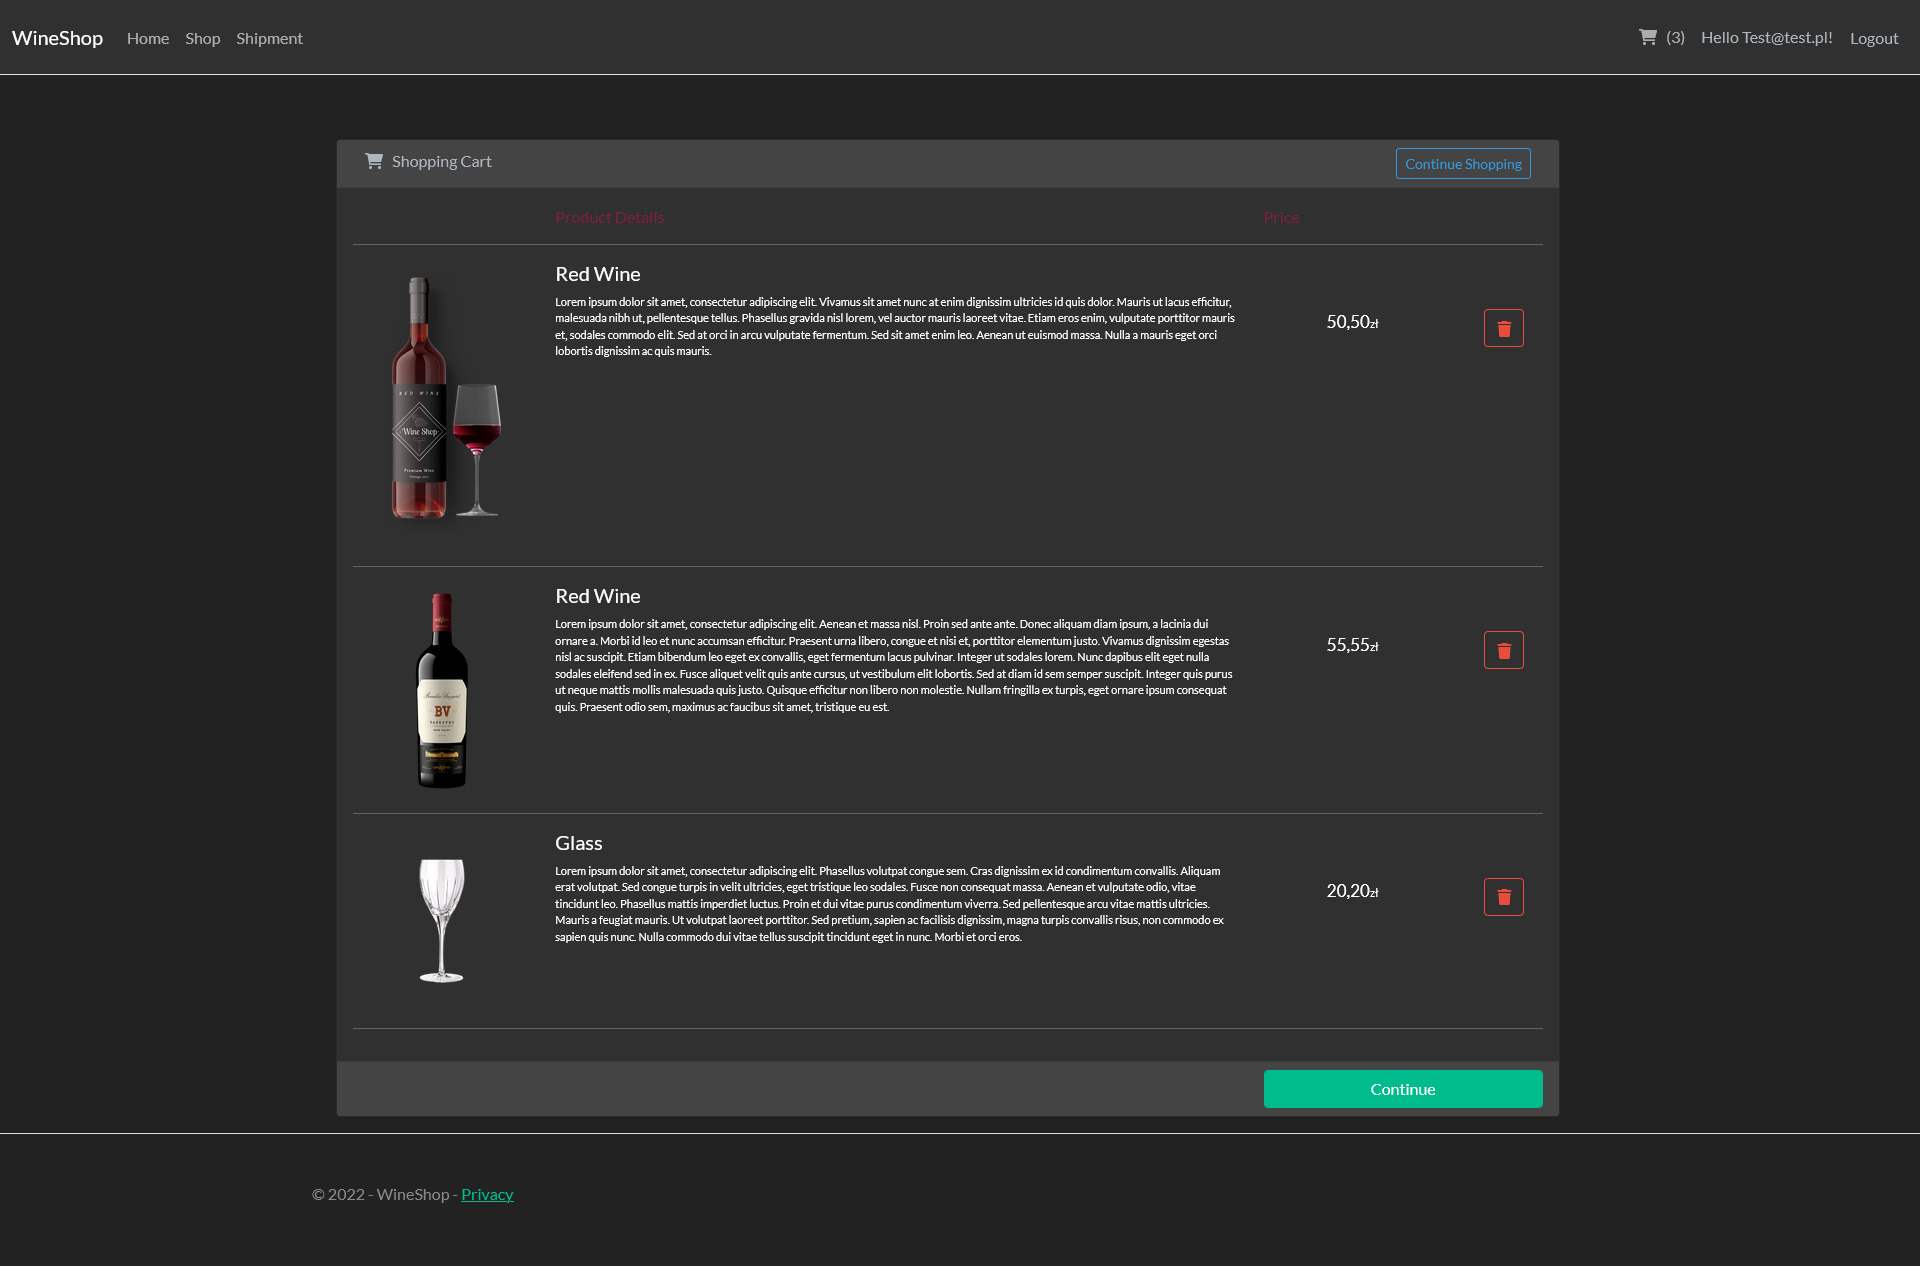 WineShop Home Shop Shipment (3) Hello Test@test.pl! Logout
Shopping Cart Continue Shopping
Product Details Price
Red Wine
Lorem ipsum dolor sit amet, consectetur adipiscing elit. Vivamus sit amet nunc at enim dignissim ultricies id quis dolor. Mauris ut lacus efficitur,
malesuada nibh ut, pellentesque tellus. Phasellus gravida nisl lorem, vel auctor mauris laoreet vitae. Etiam eros enim, vulputate porttitor mauris
et, sodales commodo elit. Sed at orci in arcu vulputate fermentum. Sed sit amet enim leo. Aenean ut euismod massa. Nulla a mauris eget orci
lobortis dignissim ac quis mauris.
50,50zł
RED WINE
Wine Shop
Premium Wine
Red Wine
Lorem ipsum dolor sit amet, consectetur adipiscing elit. Aenean et massa nisl. Proin sed ante ante. Donec aliquam diam ipsum, a lacinia dui
ornare a. Morbi id leo et nunc accumsan efficitur. Praesent urna libero, congue et nisi et, porttitor elementum justo. Vivamus dignissim egestas
nisl ac suscipit. Etiam bibendum leo eget ex convallis, eget fermentum lacus pulvinar. Integer ut sodales lorem. Nunc dapibus elit eget nulla
sodales eleifend sed in ex. Fusce aliquet velit quis ante cursus, ut vestibulum elit lobortis. Sed at diam id sem semper suscipit. Integer quis purus
ut neque mattis mollis malesuada quis justo. Quisque efficitur non libero non molestie. Nullam fringilla ex turpis, eget ornare ipsum consequat
quis. Praesent odio sem, maximus ac faucibus sit amet, tristique eu est.
55,55zł
BV
TAPESTRY
Glass
Lorem ipsum dolor sit amet, consectetur adipiscing elit. Phasellus volutpat congue sem. Cras dignissim ex id condimentum convallis. Aliquam
erat volutpat. Sed congue turpis in velit ultricies, eget tristique leo sodales. Fusce non consequat massa. Aenean et vulputate odio, vitae
tincidunt leo. Phasellus mattis imperdiet luctus. Proin et dui vitae purus condimentum viverra. Sed pellentesque arcu vitae mattis ultricies.
Mauris a feugiat mauris. Ut volutpat laoreet porttitor. Sed pretium, sapien ac facilisis dignissim, magna turpis convallis risus, non commodo ex
sapien quis nunc. Nulla commodo dui vitae tellus suscipit tincidunt eget in nunc. Morbi et orci eros.
20,20zł
Continue
© 2022 - WineShop - Privacy